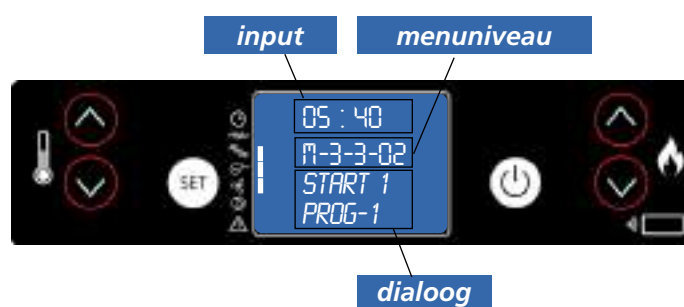 input menuniveau
05 : 40
M-3-3-02
SET START 1
PROG-1
dialoog